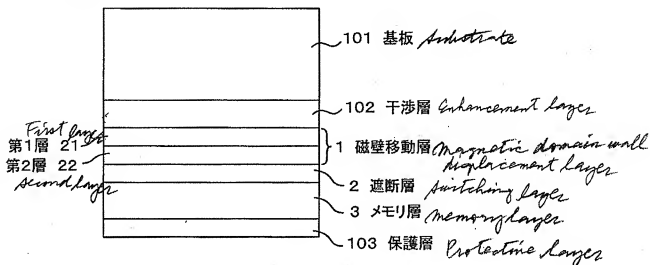 101 基板 substrate
102 干渉層 Enhancement layer
First layer
第1層 21
1 磁壁移動層 magnetic domain wall displacement layer
第2層 22
second layer
2 遮断層 switching layer
3 メモリ層 memory layer
103 保護層 Protective layer